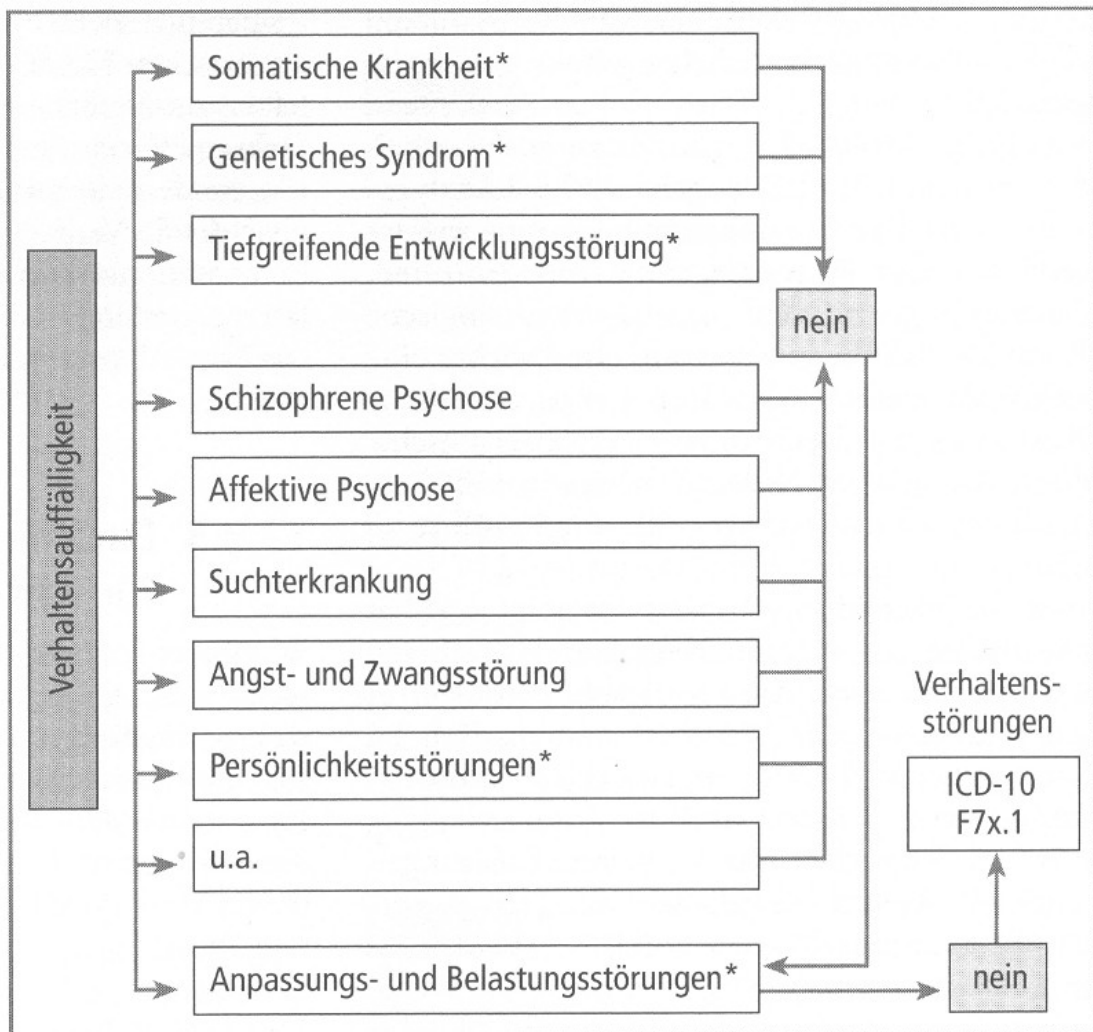 Somatische Krankheit*
Genetisches Syndrom*
Tiefgreifende Entwicklungsstörung*
nein
Verhaltensauffälligkeit
Schizophrene Psychose
Affektive Psychose
Suchterkrankung
Angst- und Zwangsstörung
Persönlichkeitsstörungen*
u.a.
Verhaltens-
störungen
ICD-10
F7x.1
Anpassungs- und Belastungsstörungen*
nein